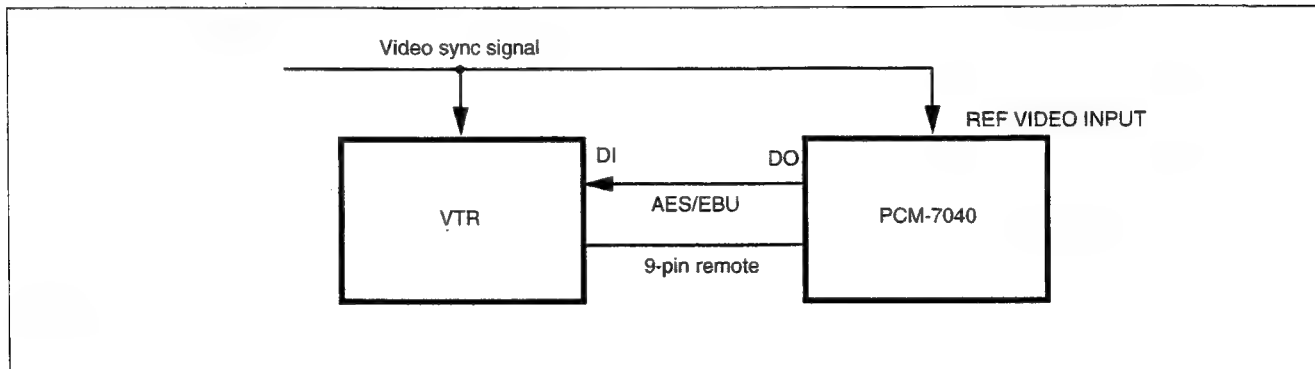 Video sync signal
REF VIDEO INPUT
DI
DO
AES/EBU
VTR
PCM-7040
9-pin remote